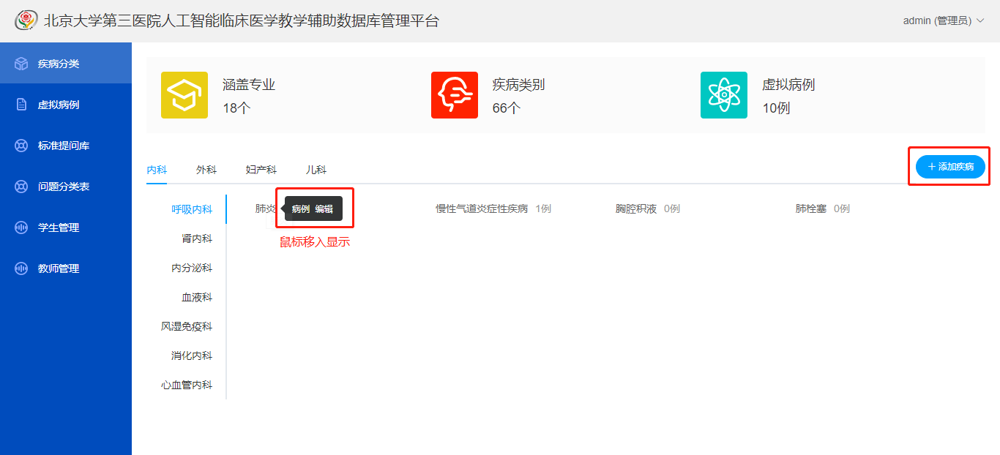 北京大学第三医院人工智能临床医学教学辅助数据库管理平台
admin (管理员)
疾病分类
虚拟病例
标准提问库
问题分类表
学生管理
教师管理
涵盖专业
18个
疾病类别
66个
虚拟病例
10例
内科 外科 妇产科 儿科
+ 添加疾病
呼吸内科
肾内科
内分泌科
血液科
风湿免疫科
消化内科
心血管内科
肺炎 病例 编辑 慢性气道炎症性疾病 1例 胸腔积液 0例 肺栓塞 0例
鼠标移入显示